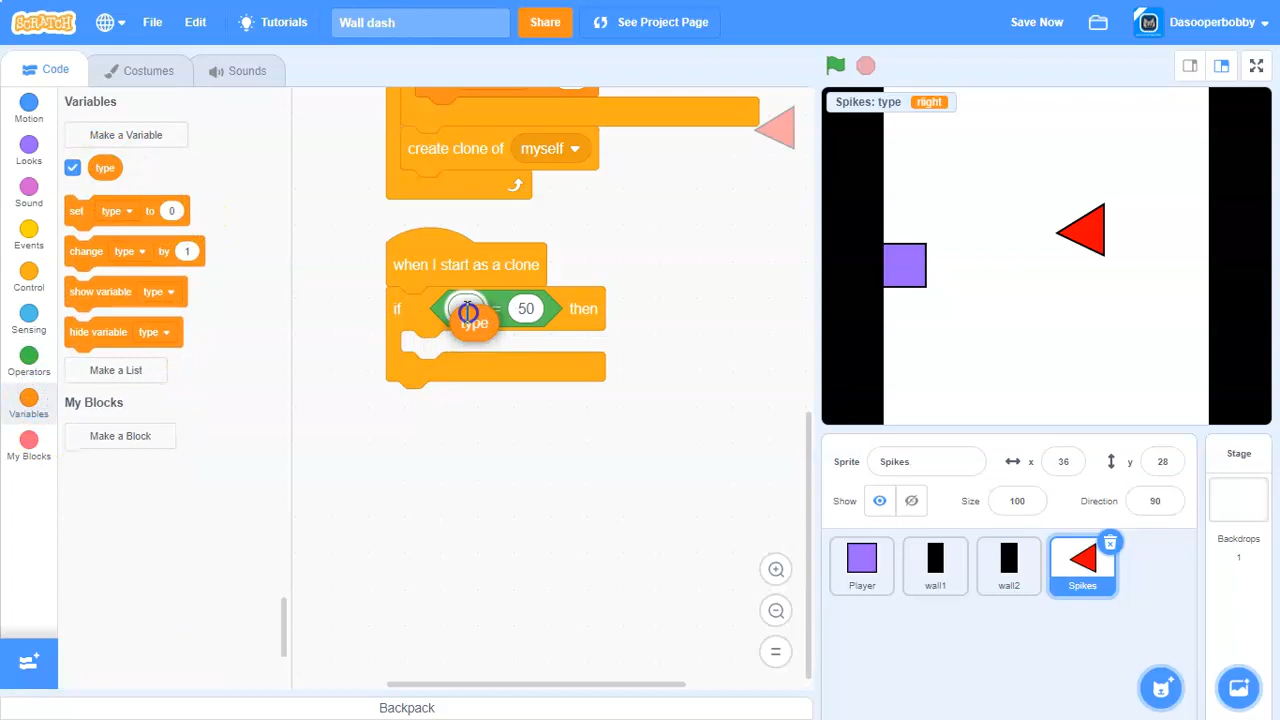 SCRATCH
File
Edit
Tutorials
Wall dash
Share
See Project Page
Save Now
Dasooperbobby
Code
Costumes
Sounds
Motion
Looks
Sound
Events
Control
Sensing
Operators
Variables
My Blocks
Variables
Make a Variable
type
set type to 0
change type by 1
show variable type
hide variable type
Make a List
My Blocks
Make a Block
create clone of myself
when I start as a clone
if = 50 then
type
Backpack
Spikes: type riight
Sprite Spikes x 36 y 28
Show Size 100 Direction 90
Player
wall1
wall2
Spikes
Stage
Backdrops
1